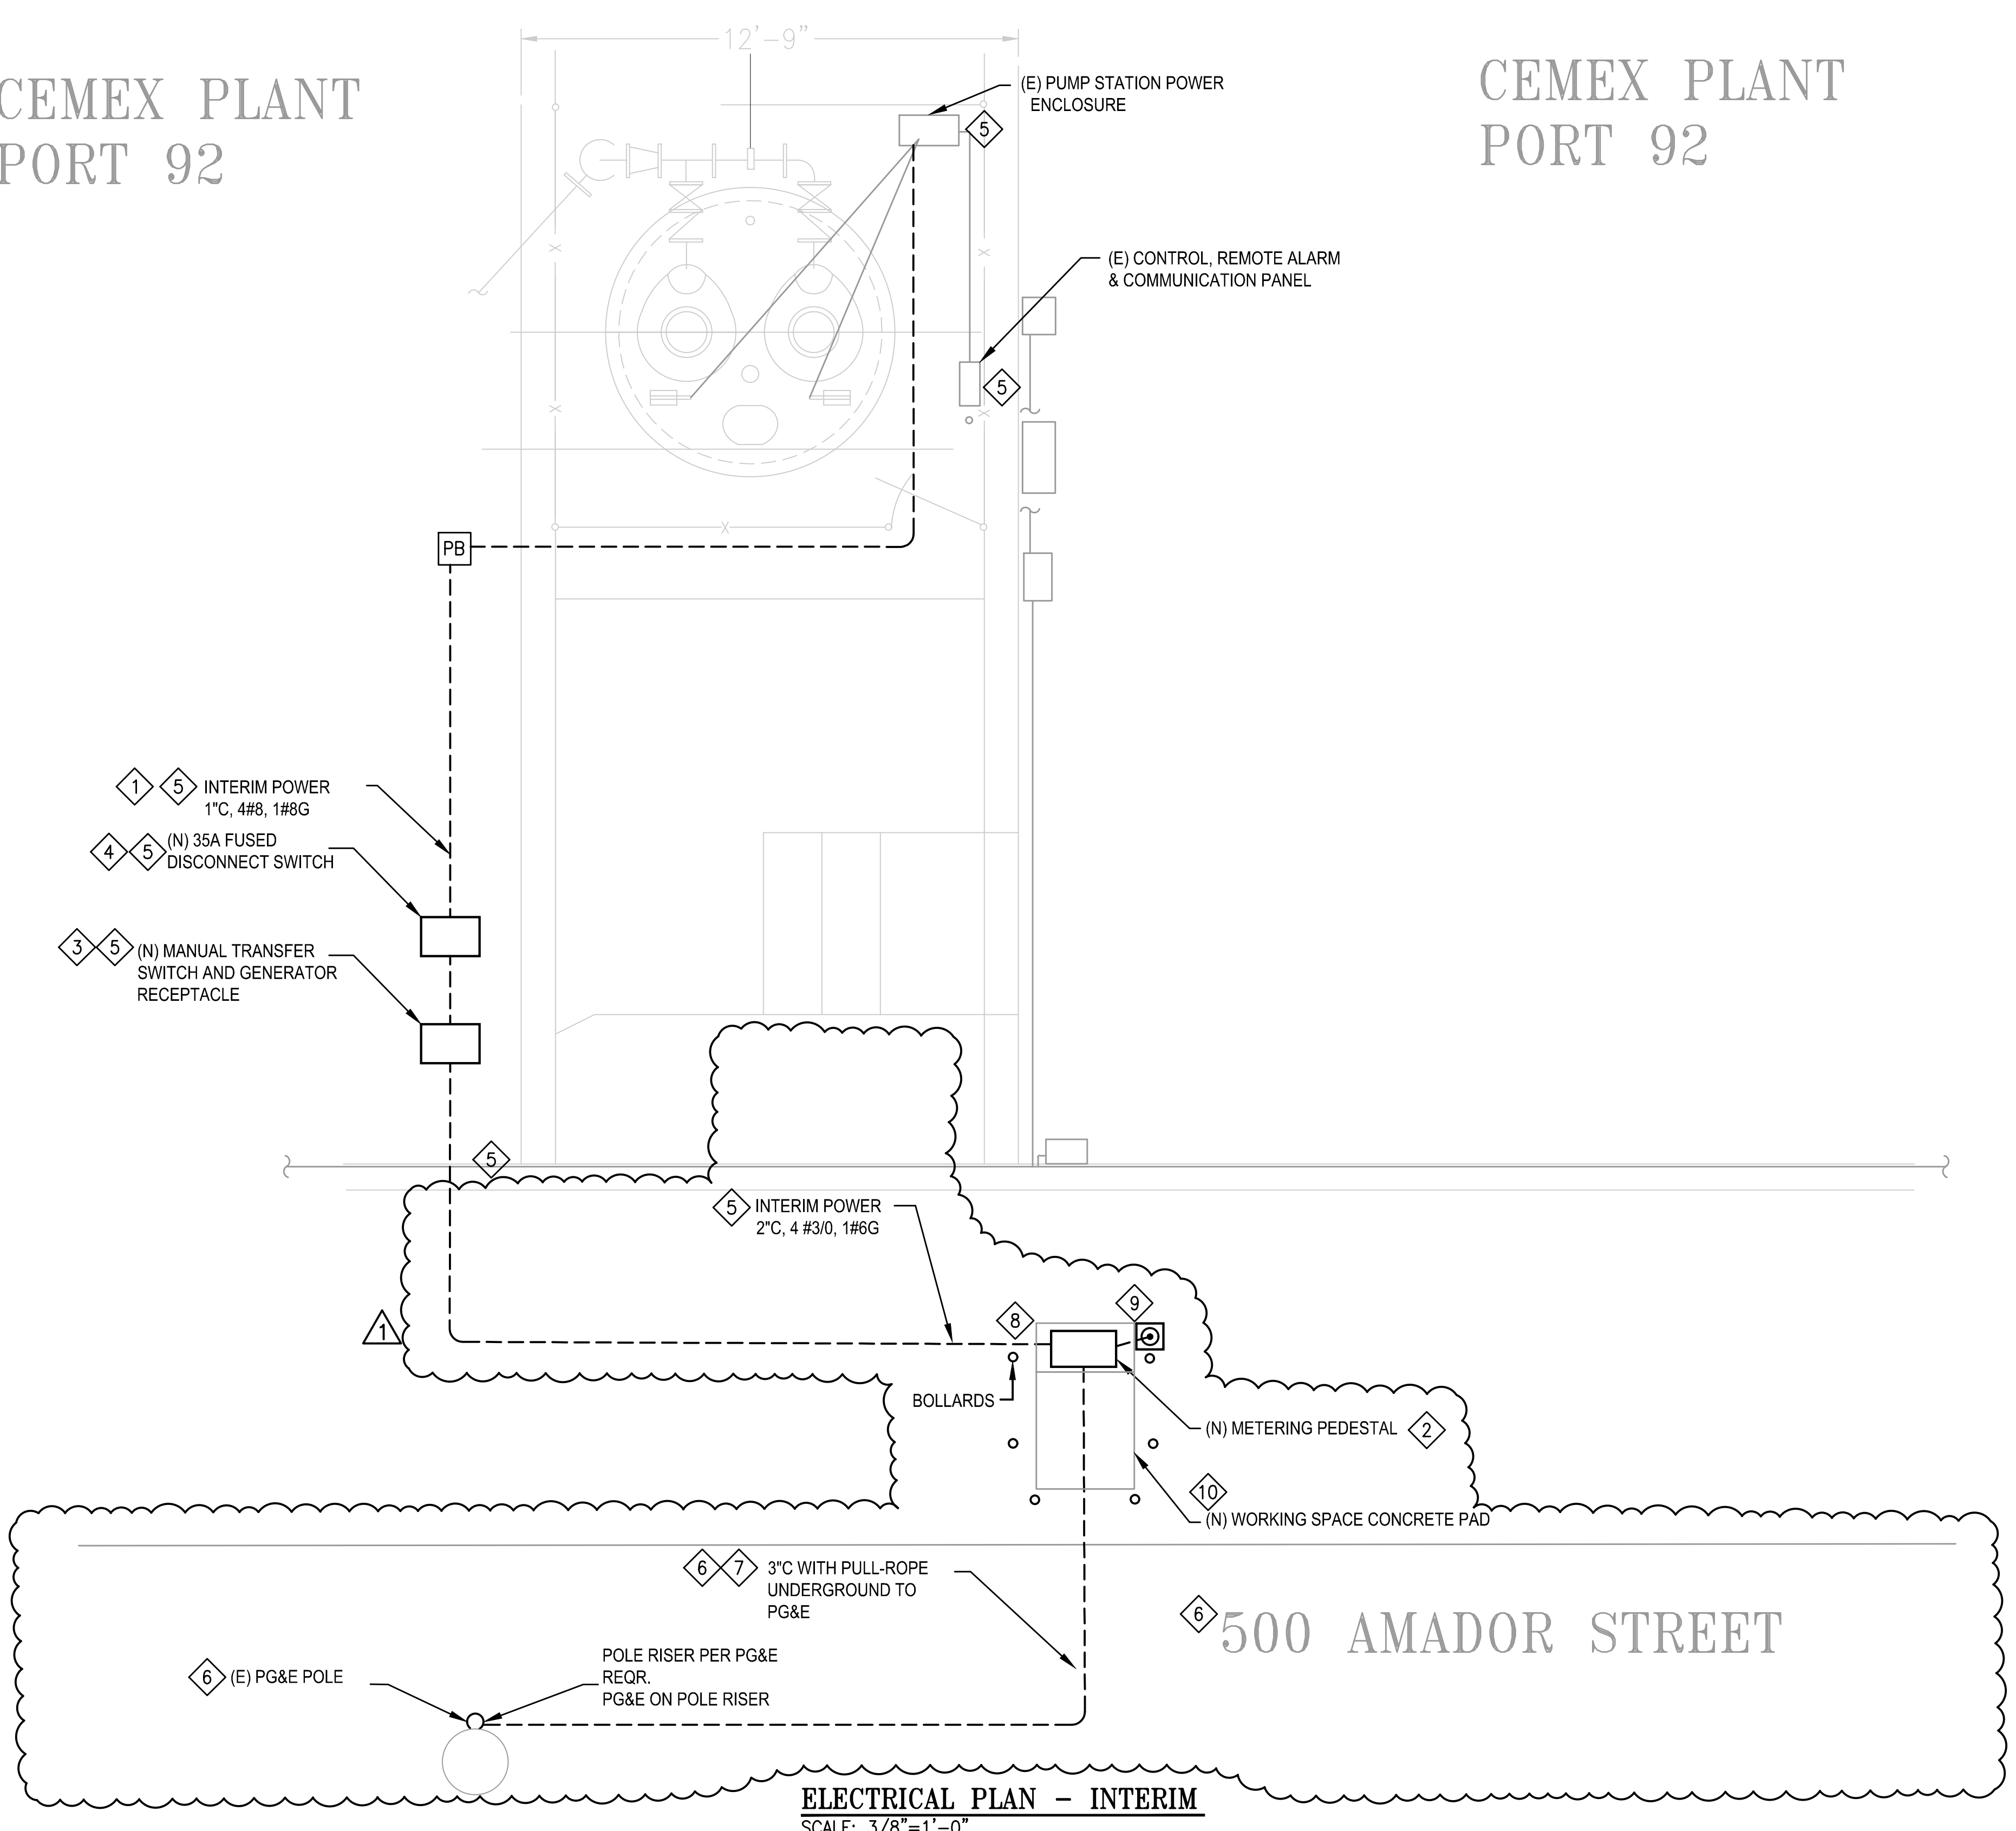 12'-9"
CEMEX PLANT
PORT 92
CEMEX PLANT
PORT 92
(E) PUMP STATION POWER
ENCLOSURE
5
(E) CONTROL, REMOTE ALARM
& COMMUNICATION PANEL
5
X
X
X
X
X
PB
1 5 INTERIM POWER
1"C, 4#8, 1#8G
4 5 (N) 35A FUSED
DISCONNECT SWITCH
3 5 (N) MANUAL TRANSFER
SWITCH AND GENERATOR
RECEPTACLE
5
5 INTERIM POWER
2"C, 4 #3/0, 1#6G
1
8
9
BOLLARDS
(N) METERING PEDESTAL 2
10
(N) WORKING SPACE CONCRETE PAD
6 7 3"C WITH PULL-ROPE
UNDERGROUND TO
PG&E
6 500 AMADOR STREET
6 (E) PG&E POLE
POLE RISER PER PG&E
REQR.
PG&E ON POLE RISER
ELECTRICAL PLAN - INTERIM
SCALE: 3/8"=1'-0"